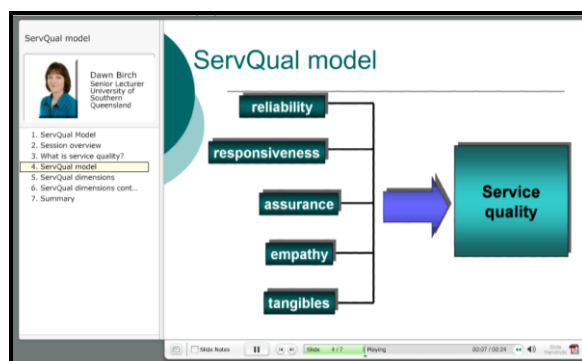 ServQual model
Dawn Birch
Senior Lecturer
University of
Southern
Queensland
1. ServQual Model
2. Session overview
3. What is service quality?
4. ServQual model
5. ServQual dimensions
6. ServQual dimensions cont...
7. Summary
ServQual model
reliability
responsiveness
assurance
empathy
tangibles
Service
quality
Slide Notes
Slide 4 / 7 Playing
00:07 / 00:24